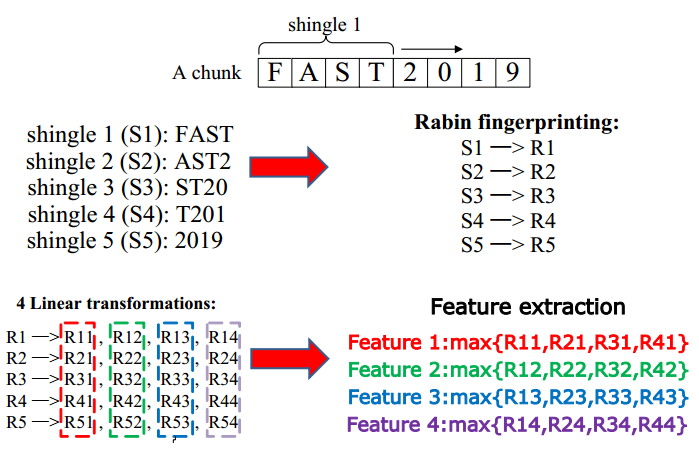 shingle 1
A chunk F A S T 2 0 1 9
shingle 1 (S1): FAST
shingle 2 (S2): AST2
shingle 3 (S3): ST20
shingle 4 (S4): T201
shingle 5 (S5): 2019
Rabin fingerprinting:
S1 —> R1
S2 —> R2
S3 —> R3
S4 —> R4
S5 —> R5
4 Linear transformations:
R1 —>R11, R12, R13, R14
R2 —>R21, R22, R23, R24
R3 —>R31, R32, R33, R34
R4 —>R41, R42, R43, R44
R5 —>R51, R52, R53, R54
Feature extraction
Feature 1:max{R11,R21,R31,R41}
Feature 2:max{R12,R22,R32,R42}
Feature 3:max{R13,R23,R33,R43}
Feature 4:max{R14,R24,R34,R44}